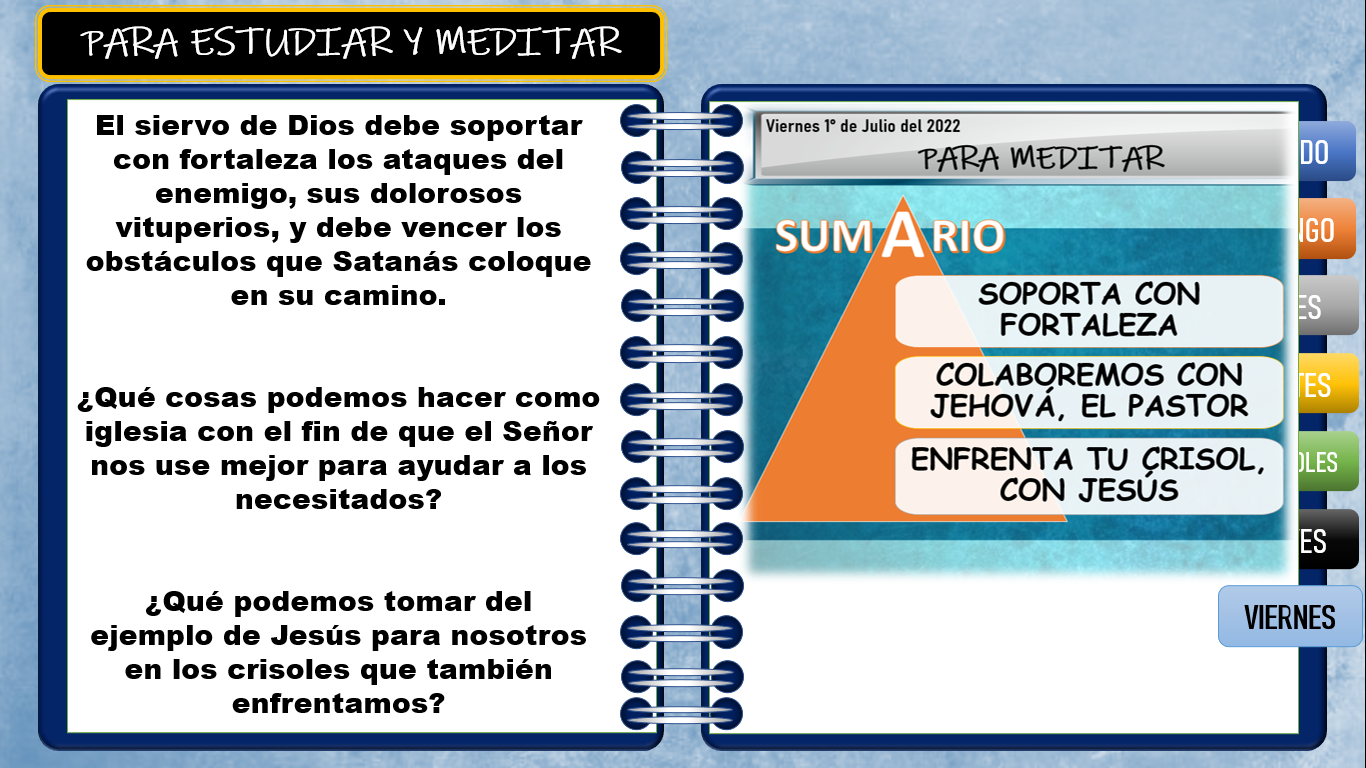 PARA ESTUDIAR Y MEDITAR
El siervo de Dios debe soportar
con fortaleza los ataques del
enemigo, sus dolorosos
vituperios, y debe vencer los
obstáculos que Satanás coloque
en su camino.
¿Qué cosas podemos hacer como
iglesia con el fin de que el Señor
nos use mejor para ayudar a los
necesitados?
¿Qué podemos tomar del
ejemplo de Jesús para nosotros
en los crisoles que también
enfrentamos?
Viernes 1° de Julio del 2022
PARA MEDITAR
SUMARIO
SOPORTA CON
FORTALEZA
COLABOREMOS CON
JEHOVÁ, EL PASTOR
ENFRENTA TU CRISOL,
CON JESÚS
VIERNES